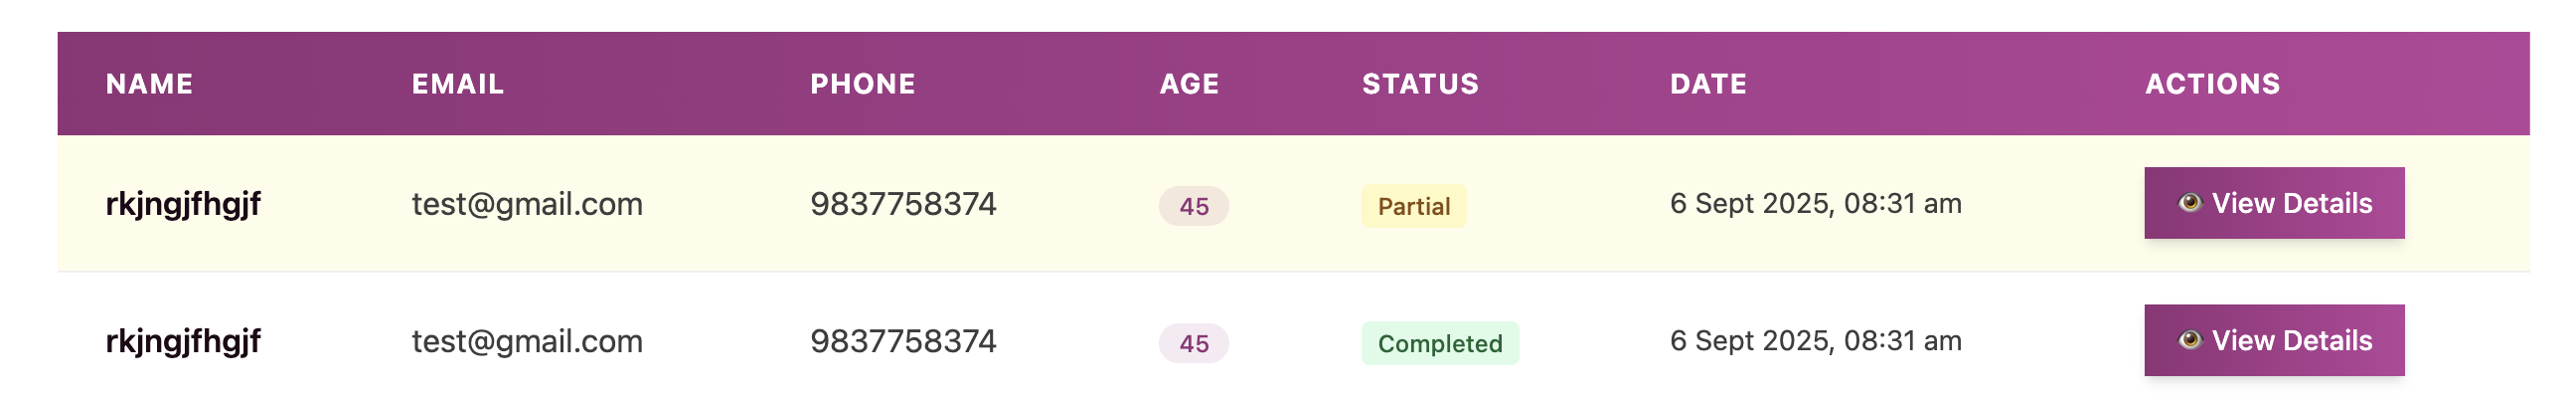 NAME EMAIL PHONE AGE STATUS DATE ACTIONS
rkjngjfhgjf test@gmail.com 9837758374 45 Partial 6 Sept 2025, 08:31 am 👁️ View Details
rkjngjfhgjf test@gmail.com 9837758374 45 Completed 6 Sept 2025, 08:31 am 👁️ View Details